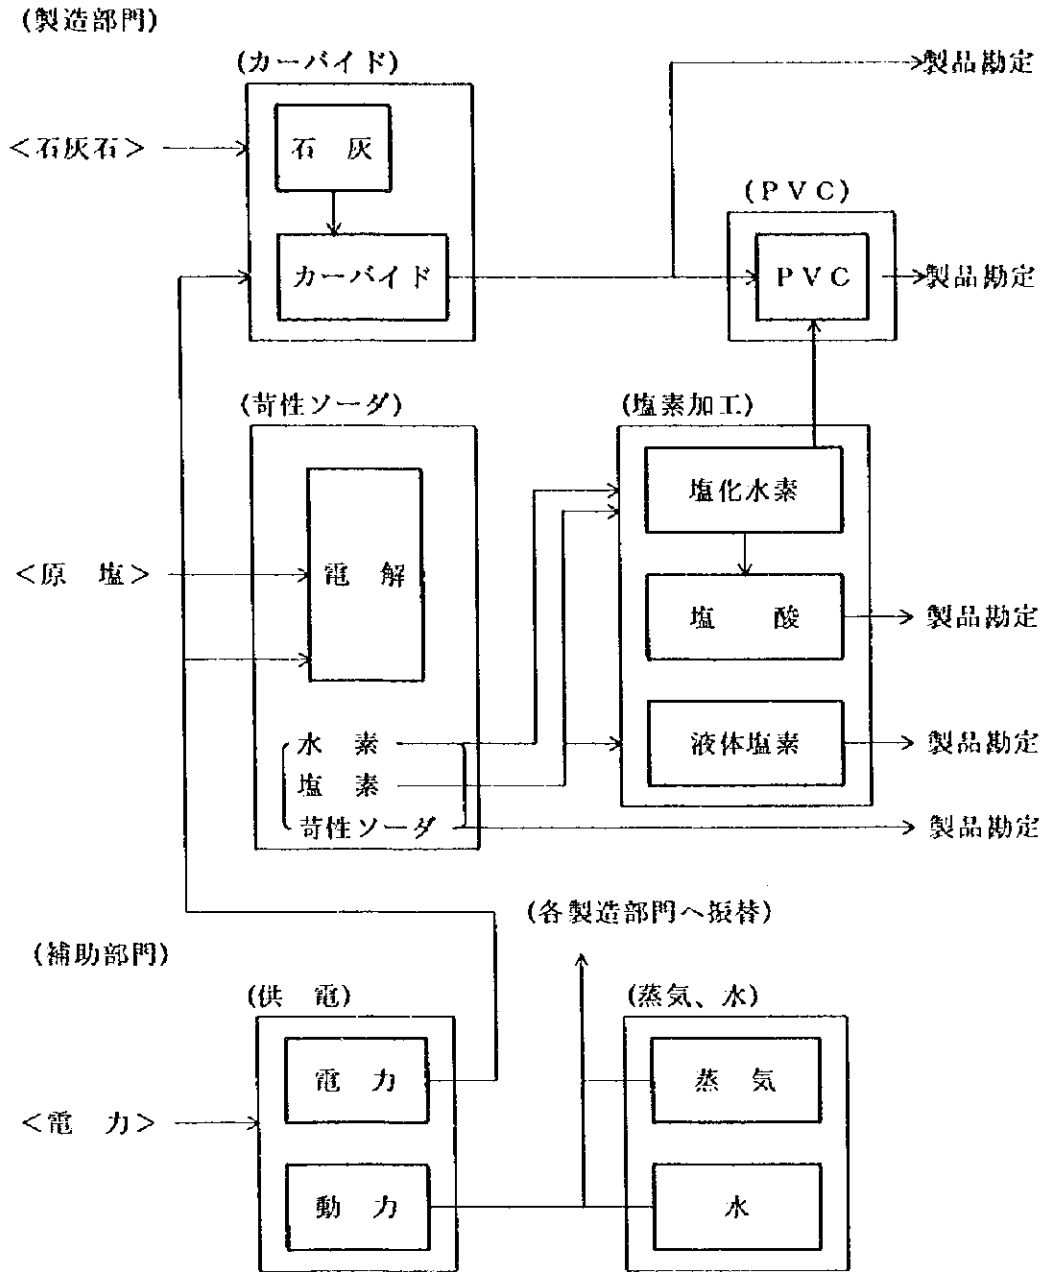 (製造部門)
(カーバイド)
製品勘定
石 灰
<石灰石>
(PVC)
カーバイド
PVC
製品勘定
(苛性ソーダ)
(塩素加工)
塩化水素
<原 塩>
電 解
塩 酸
製品勘定
水 素
液体塩素
製品勘定
塩 素
苛性ソーダ
製品勘定
(各製造部門へ振替)
(補助部門)
(供 電)
(蒸気、水)
電 力
蒸 気
<電 力>
動 力
水